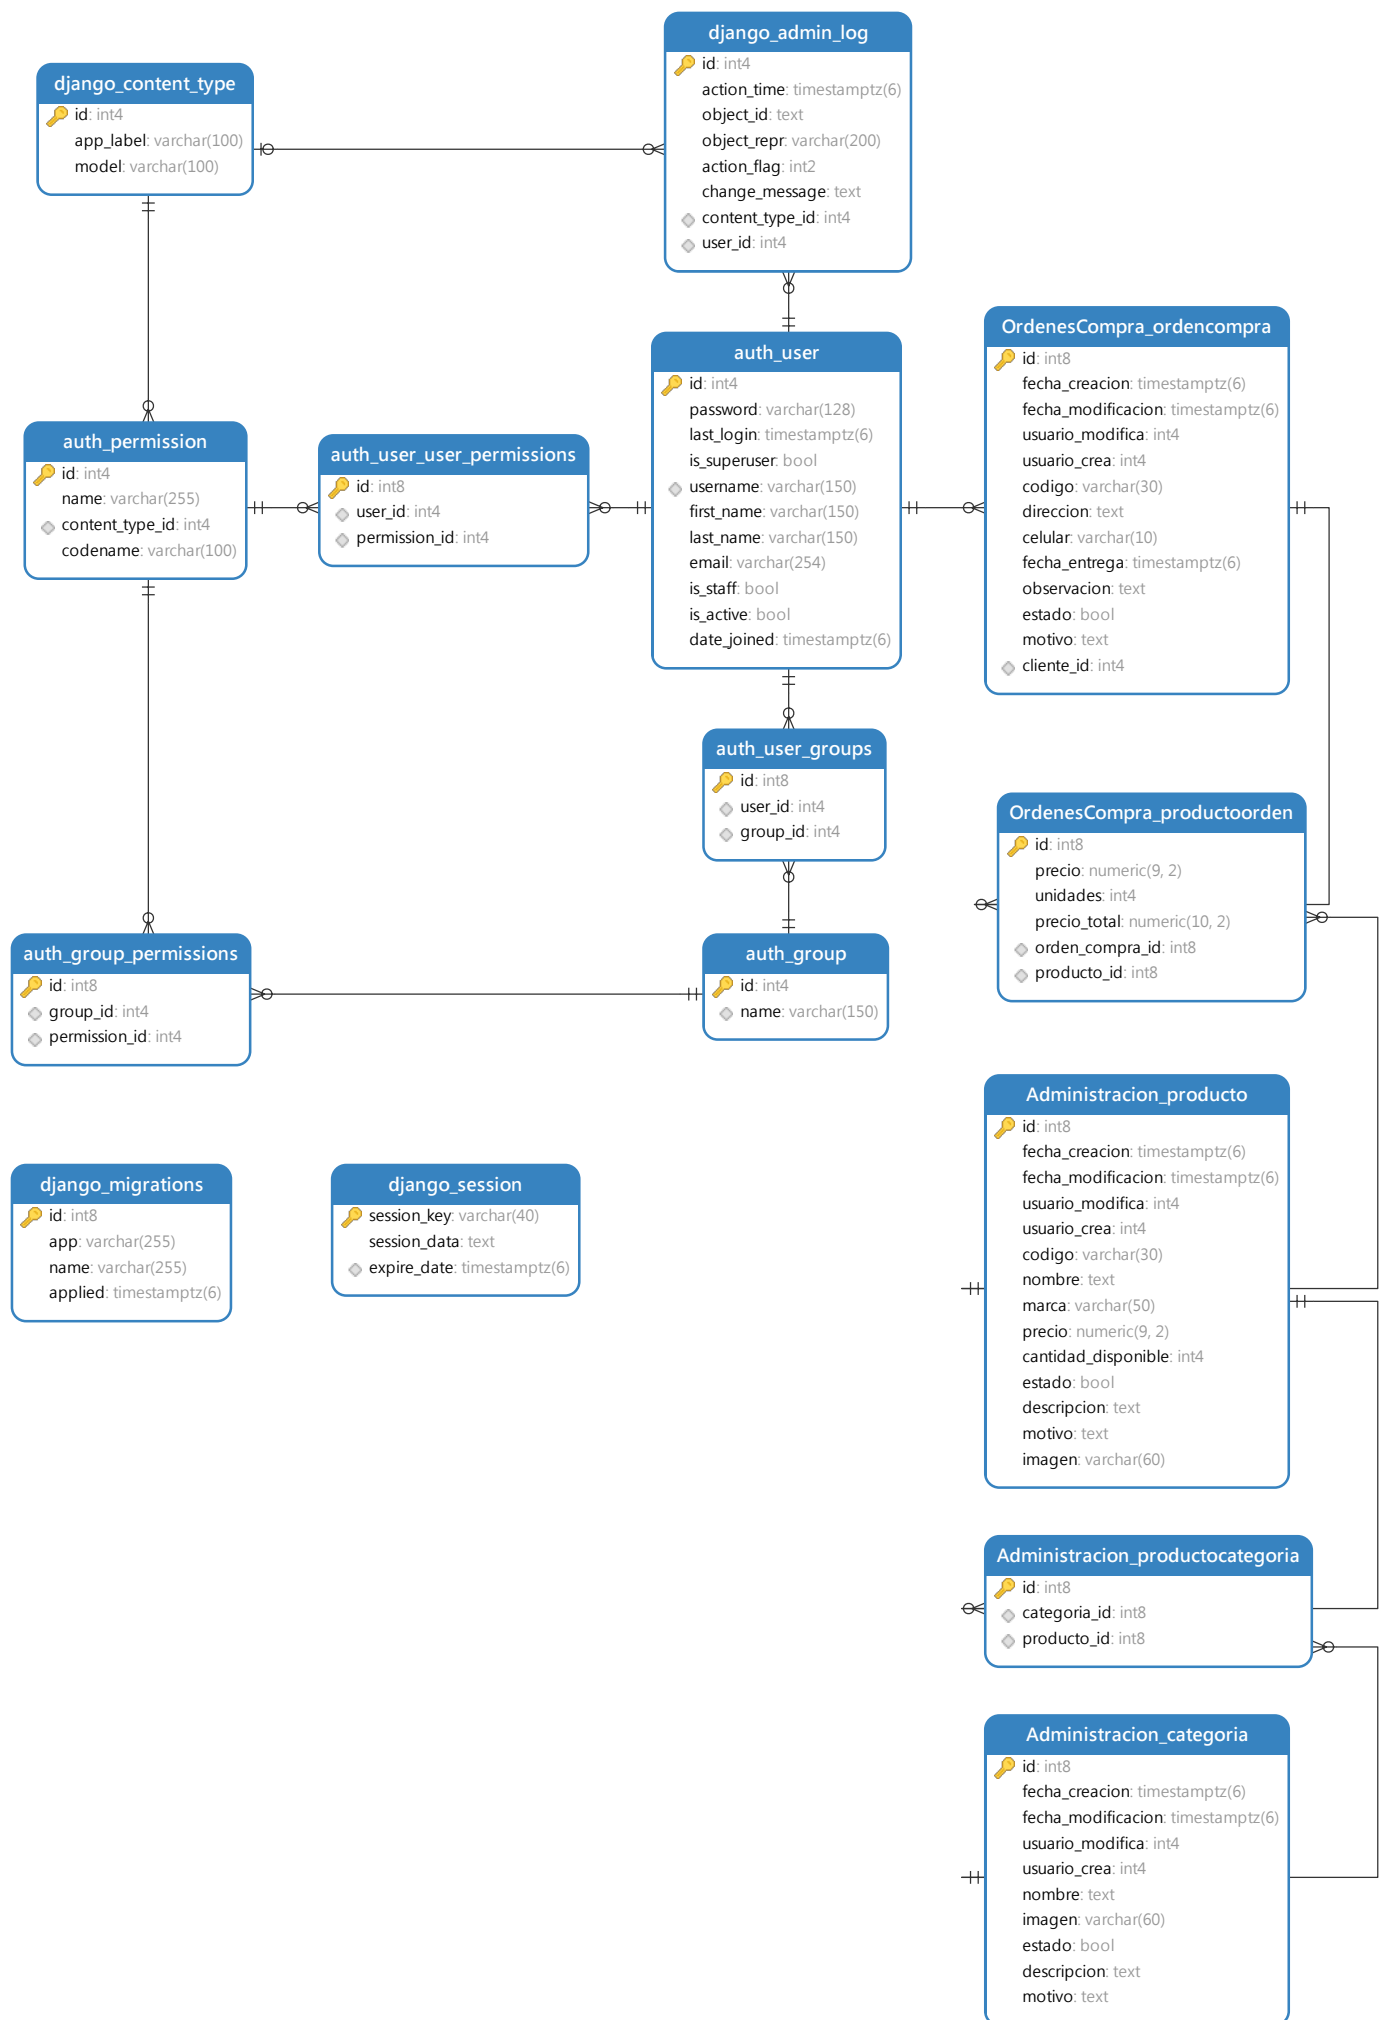 django_admin_log
id: int4
action_time: timestamptz(6)
object_id: text
object_repr: varchar(200)
action_flag: int2
change_message: text
content_type_id: int4
user_id: int4
django_content_type
id: int4
app_label: varchar(100)
model: varchar(100)
auth_user
id: int4
password: varchar(128)
last_login: timestamptz(6)
is_superuser: bool
username: varchar(150)
first_name: varchar(150)
last_name: varchar(150)
email: varchar(254)
is_staff: bool
is_active: bool
date_joined: timestamptz(6)
OrdenesCompra_ordencompra
id: int8
fecha_creacion: timestamptz(6)
fecha_modificacion: timestamptz(6)
usuario_modifica: int4
usuario_crea: int4
codigo: varchar(30)
direccion: text
celular: varchar(10)
fecha_entrega: timestamptz(6)
observacion: text
estado: bool
motivo: text
cliente_id: int4
auth_permission
id: int4
name: varchar(255)
content_type_id: int4
codename: varchar(100)
auth_user_user_permissions
id: int8
user_id: int4
permission_id: int4
auth_user_groups
id: int8
user_id: int4
group_id: int4
OrdenesCompra_productoorden
id: int8
precio: numeric(9, 2)
unidades: int4
precio_total: numeric(10, 2)
orden_compra_id: int8
producto_id: int8
auth_group_permissions
id: int8
group_id: int4
permission_id: int4
auth_group
id: int4
name: varchar(150)
Administracion_producto
id: int8
fecha_creacion: timestamptz(6)
fecha_modificacion: timestamptz(6)
usuario_modifica: int4
usuario_crea: int4
codigo: varchar(30)
nombre: text
marca: varchar(50)
precio: numeric(9, 2)
cantidad_disponible: int4
estado: bool
descripcion: text
motivo: text
imagen: varchar(60)
django_migrations
id: int8
app: varchar(255)
name: varchar(255)
applied: timestamptz(6)
django_session
session_key: varchar(40)
session_data: text
expire_date: timestamptz(6)
Administracion_productocategoria
id: int8
categoria_id: int8
producto_id: int8
Administracion_categoria
id: int8
fecha_creacion: timestamptz(6)
fecha_modificacion: timestamptz(6)
usuario_modifica: int4
usuario_crea: int4
nombre: text
imagen: varchar(60)
estado: bool
descripcion: text
motivo: text